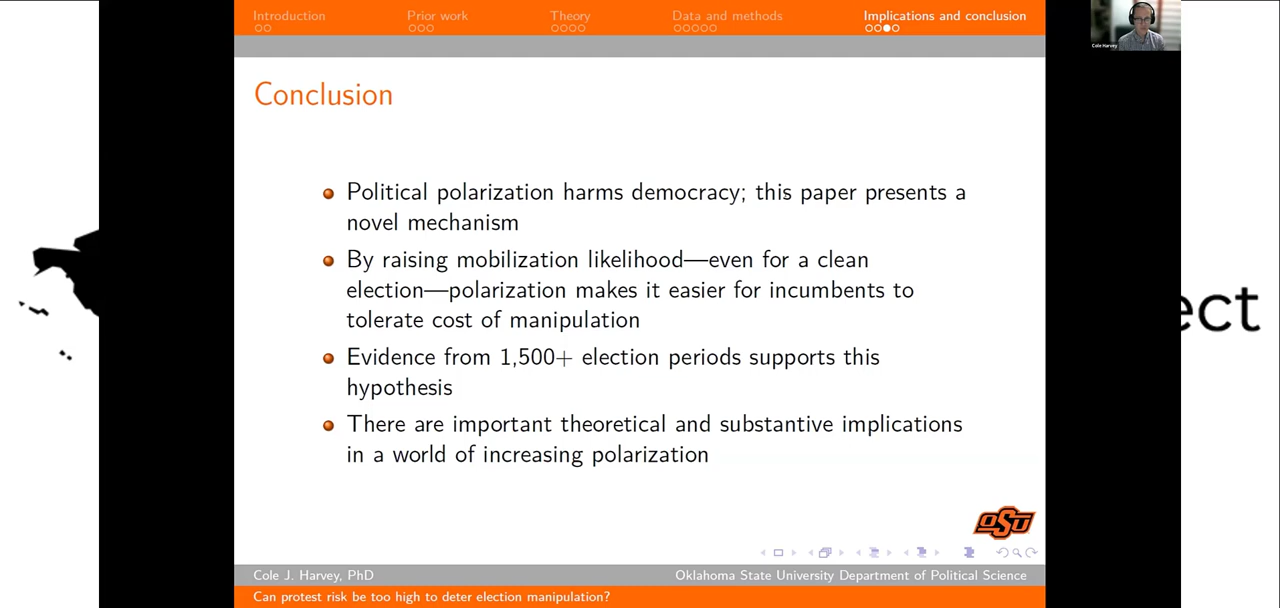 Introduction
Prior work
Theory
Data and methods
Implications and conclusion
Cole Harvey
Conclusion
Political polarization harms democracy; this paper presents a
novel mechanism
By raising mobilization likelihood—even for a clean
election—polarization makes it easier for incumbents to
tolerate cost of manipulation
Evidence from 1,500+ election periods supports this
hypothesis
There are important theoretical and substantive implications
in a world of increasing polarization
ect
OSU
Cole J. Harvey, PhD
Oklahoma State University Department of Political Science
Can protest risk be too high to deter election manipulation?